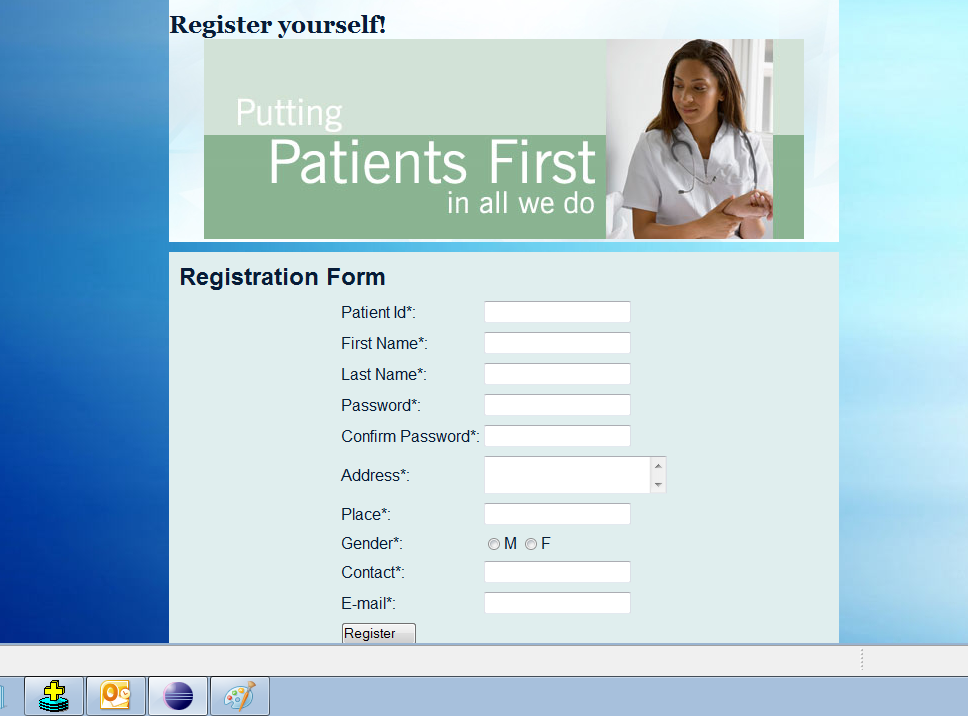 Register yourself!
Putting
Patients First
in all we do
Registration Form
Patient Id*:
First Name*:
Last Name*:
Password*:
Confirm Password*:
Address*:
Place*:
Gender*: M F
Contact*:
E-mail*:
Register